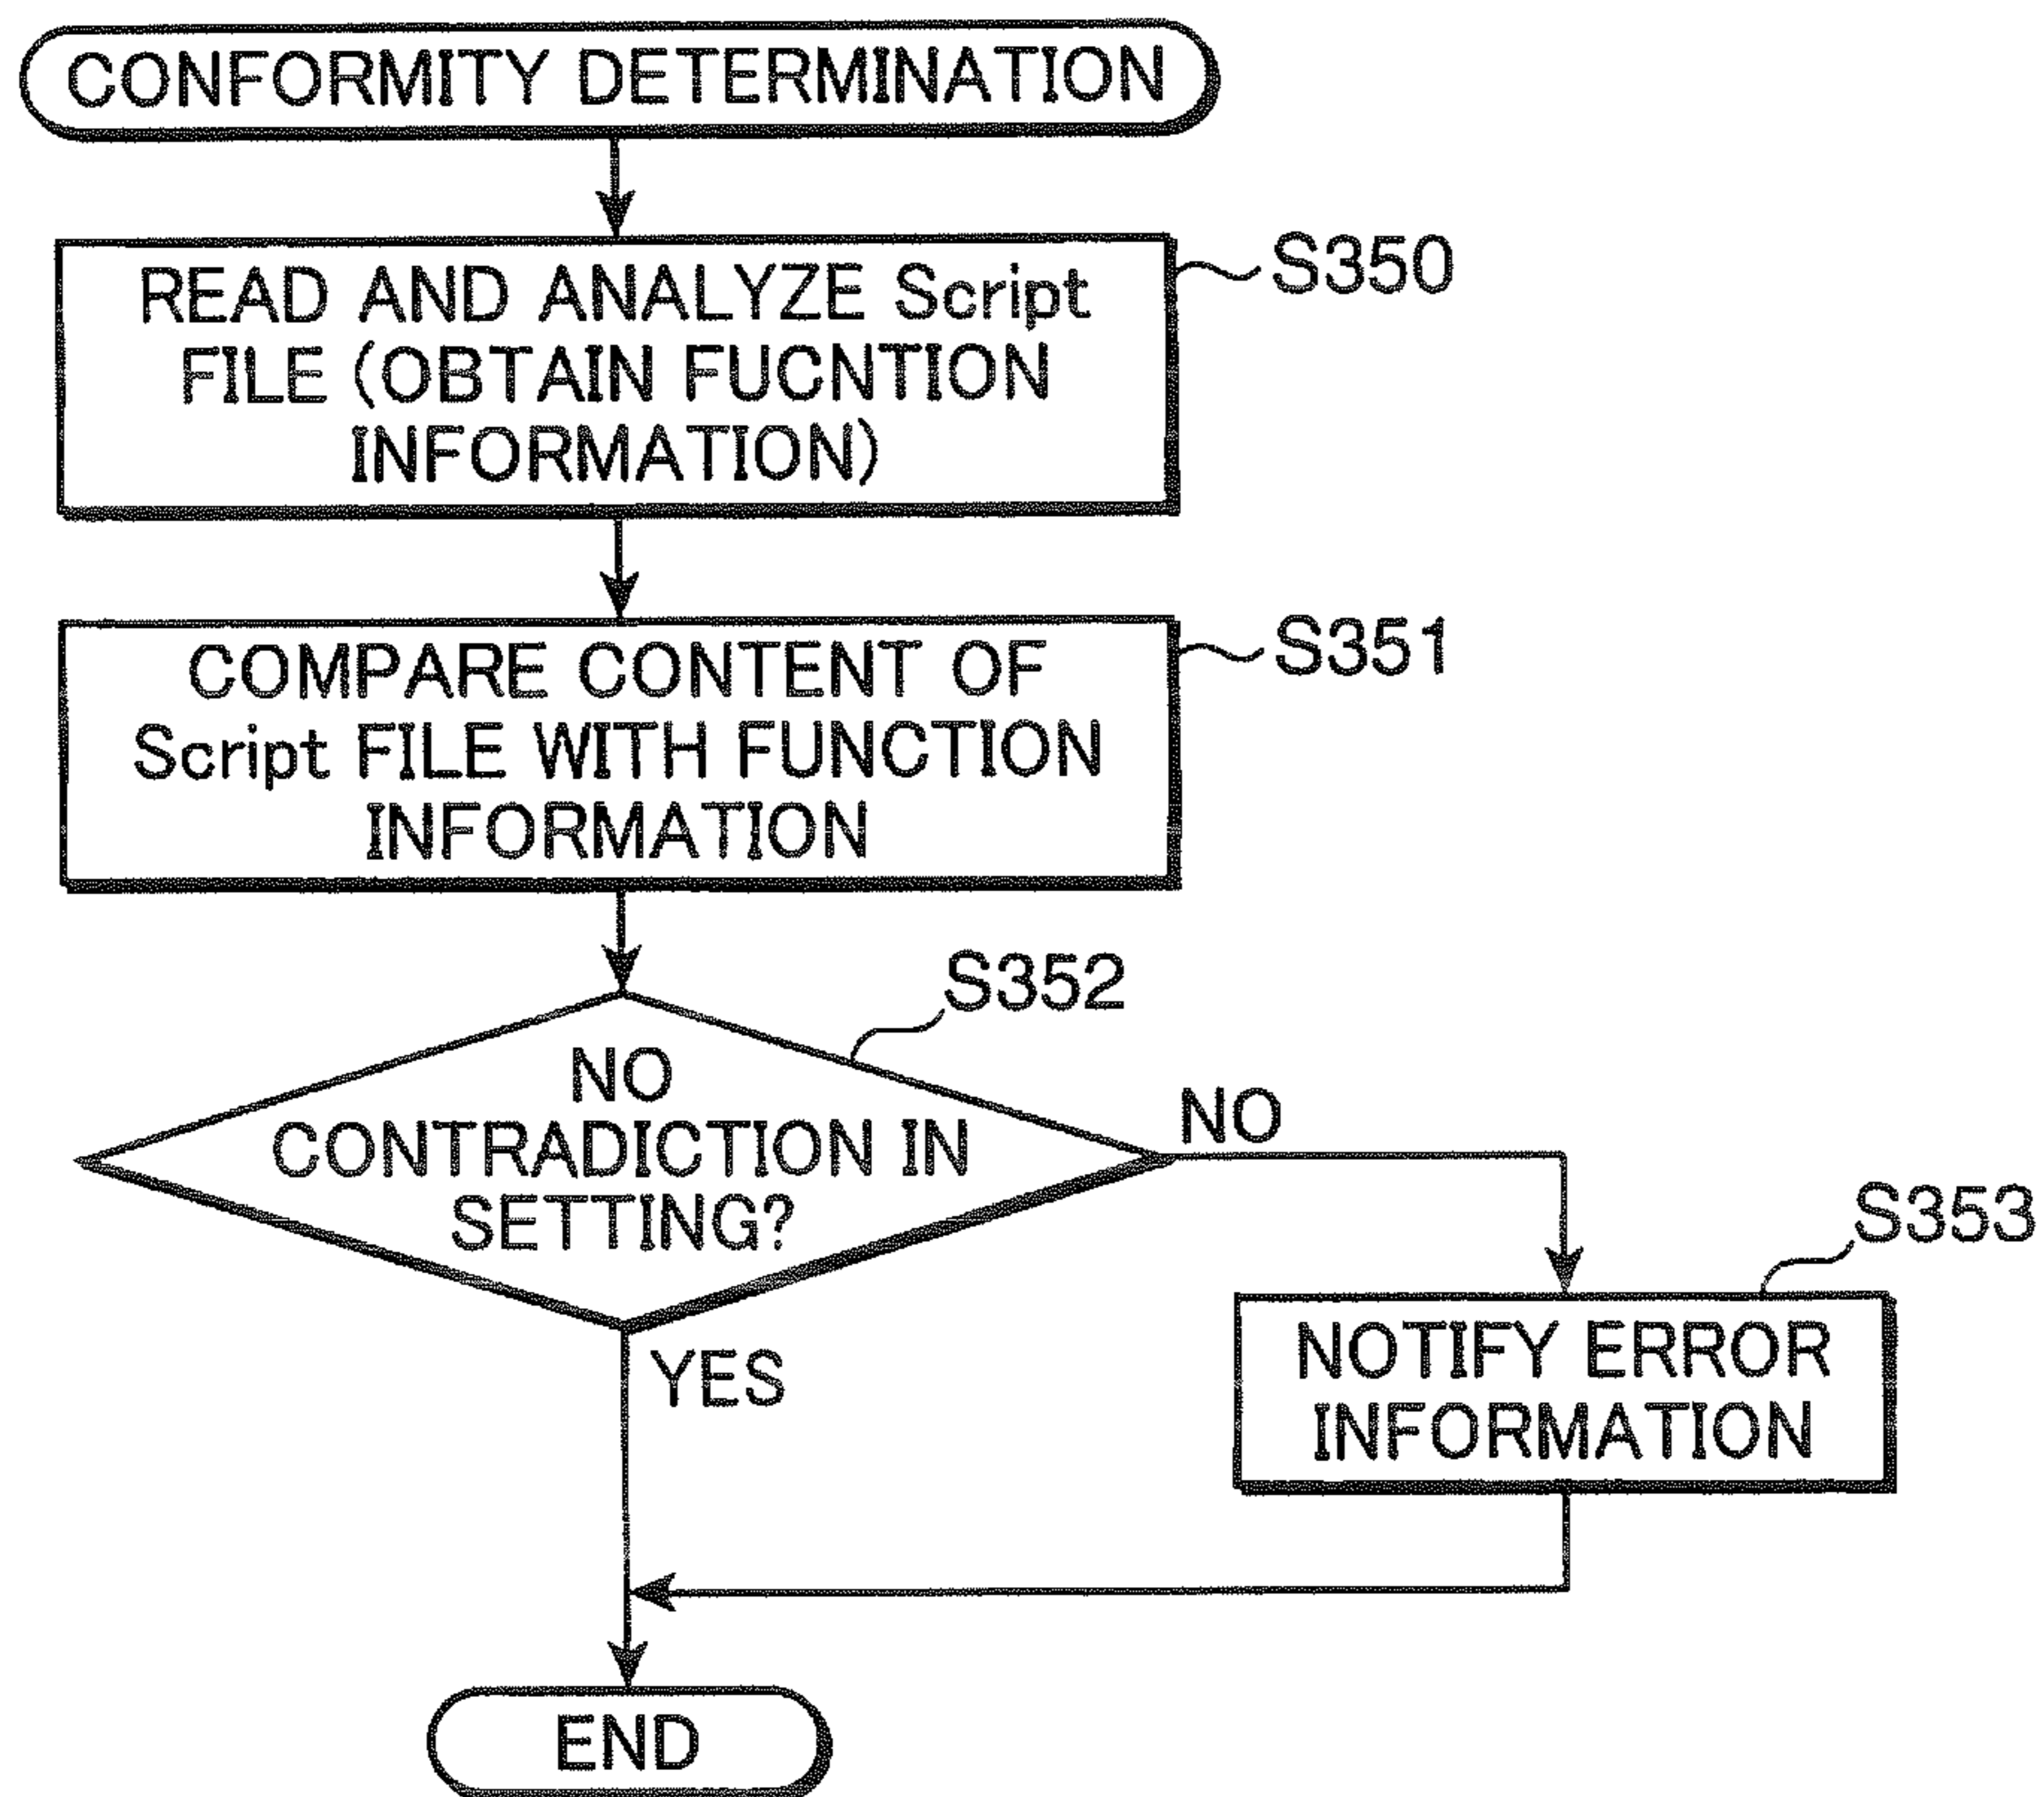 CONFORMITY DETERMINATION
READ AND ANALYZE Script
FILE (OBTAIN FUCNTION
INFORMATION)
S350
COMPARE CONTENT OF
Script FILE WITH FUNCTION
INFORMATION
S351
NO
CONTRADICTION IN
SETTING?
S352
NO
YES
NOTIFY ERROR
INFORMATION
S353
END